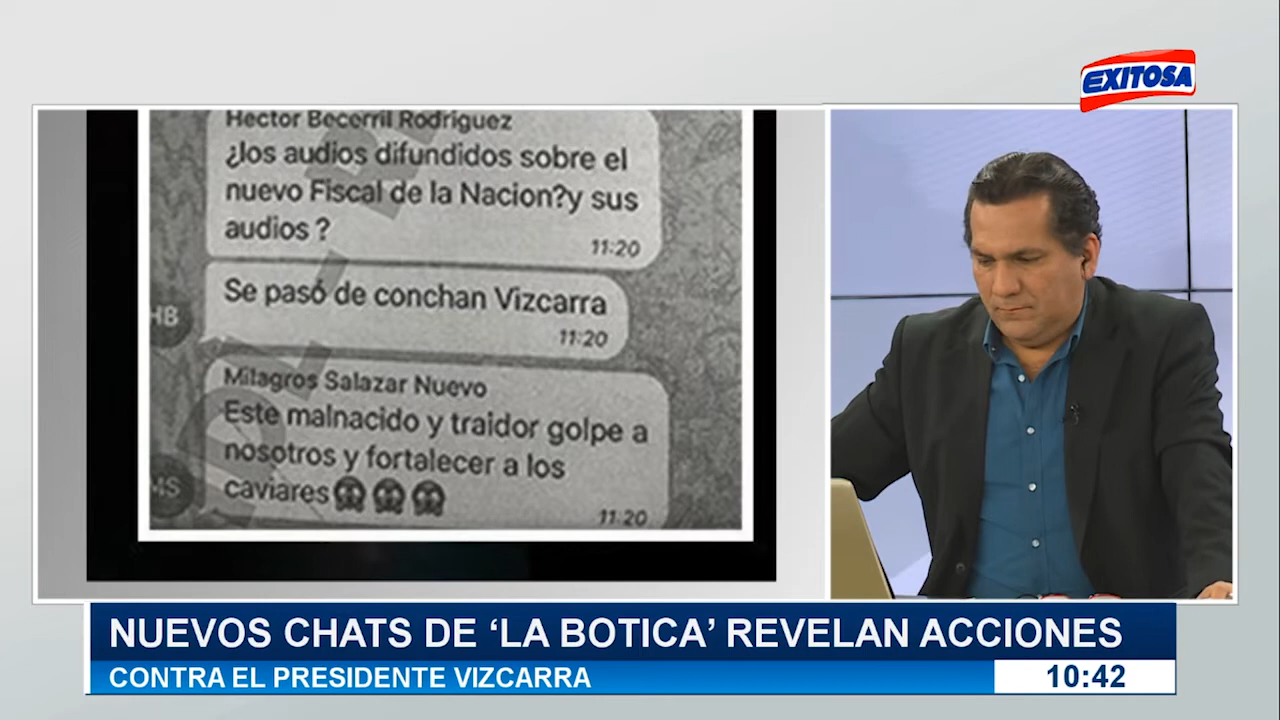 EXITOSA
Hector Becerril Rodriguez
¿los audios difundidos sobre el
nuevo Fiscal de la Nacion?y sus
audios ?
11:20
HB
Se pasó de conchan Vizcarra
11:20
Milagros Salazar Nuevo
Este malnacido y traidor golpe a
nosotros y fortalecer a los
caviares😱😱😱
MS
11:20
NUEVOS CHATS DE ‘LA BOTICA’ REVELAN ACCIONES
CONTRA EL PRESIDENTE VIZCARRA
10:42